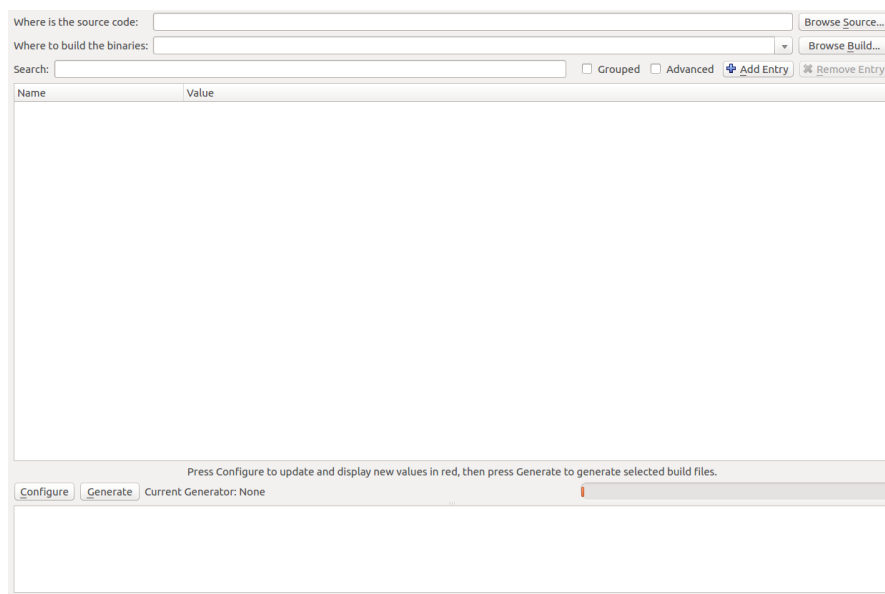 Where is the source code: Browse Source...
Where to build the binaries: Browse Build...
Search: Grouped Advanced Add Entry Remove Entry
Name Value
Press Configure to update and display new values in red, then press Generate to generate selected build files.
Configure Generate Current Generator: None